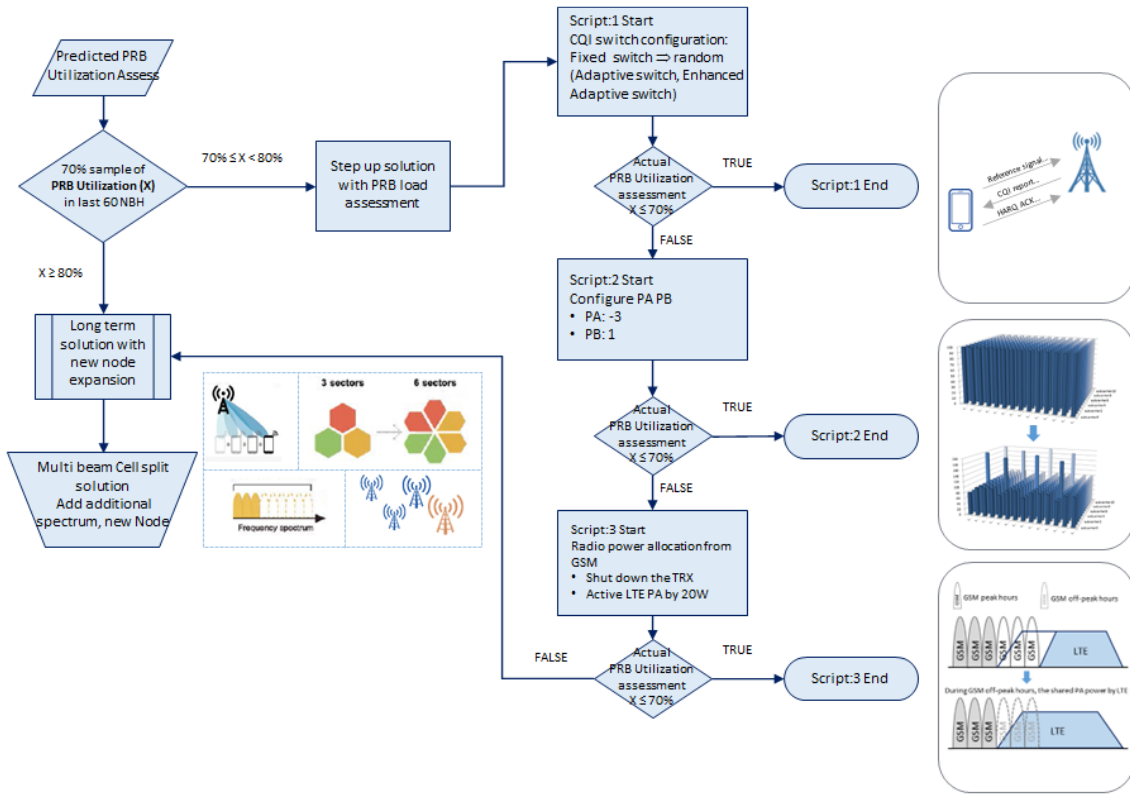 Predicted PRB
Utilization Assess
70% sample of
PRB Utilization (X)
in last 60 NBH
70% ≤ X < 80%
X ≥ 80%
Step up solution
with PRB load
assessment
Long term
solution with
new node
expansion
Multi beam Cell split
solution
Add additional
spectrum, new Node
3 sectors
6 sectors
Frequency spoctrum
Script:1 Start
CQI switch configuration:
Fixed switch ⇒ random
(Adaptive switch, Enhanced
Adaptive switch)
Actual
PRB Utilization
assessment
X ≤ 70%
TRUE
Script:1 End
FALSE
Script:2 Start
Configure PA PB
• PA: -3
• PB: 1
Actual
PRB Utilization
assessment
X ≤ 70%
TRUE
Script:2 End
FALSE
Script:3 Start
Radio power allocation from
GSM
• Shut down the TRX
• Active LTE PA by 20W
Actual
PRB Utilization
assessment
X ≤ 70%
FALSE
TRUE
Script:3 End
Reference signal...
CQI report...
HARQ ACK...
GSM GSM peak hours
GSM off-peak hours
GSM GSM GSM GSM GSM GSM
LTE
During GSM off-peak hours, the shared PA power by LTE
GSM GSM GSM GSM GSM GSM
LTE